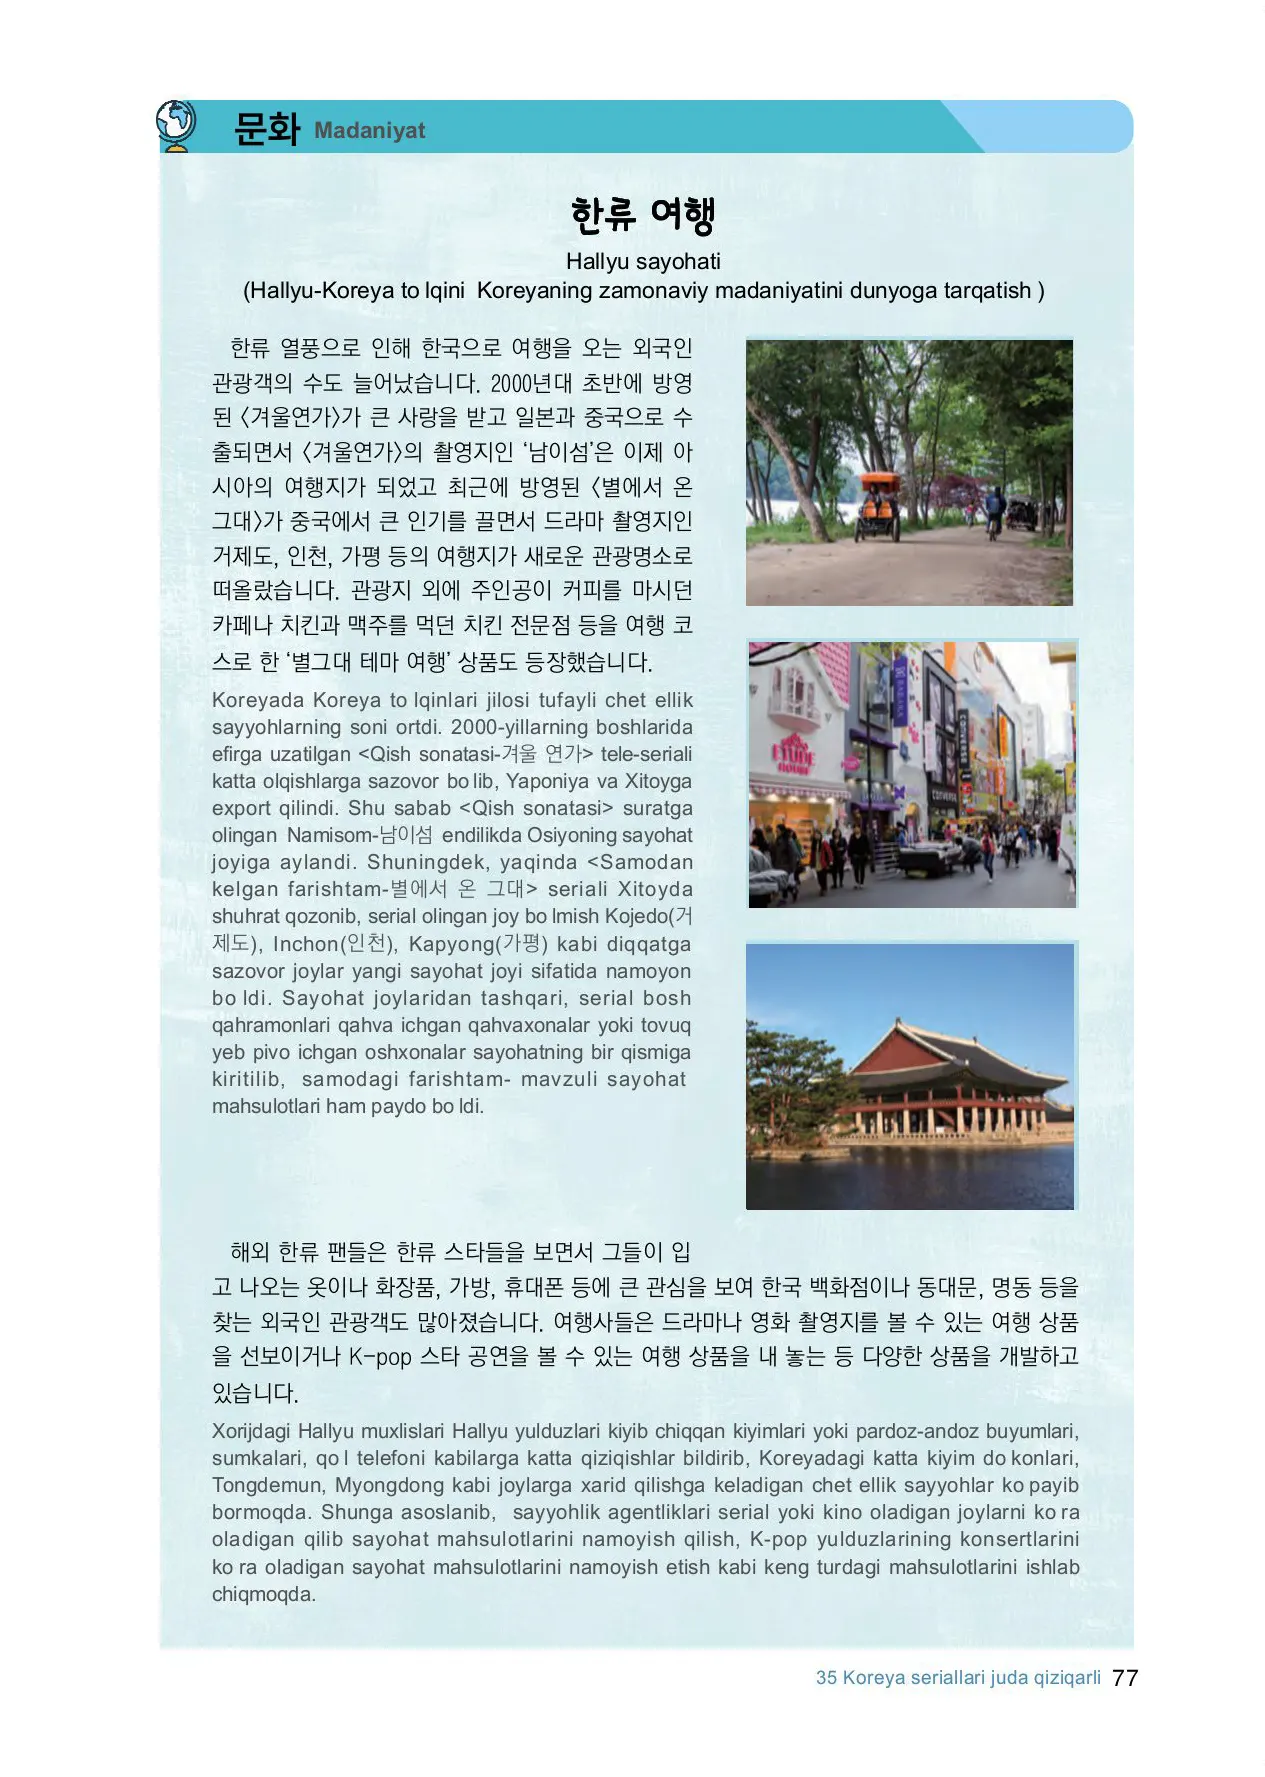 문화 Madaniyat
한류 여행
Hallyu sayohati
(Hallyu-Koreya to lqini Koreyaning zamonaviy madaniyatini dunyoga tarqatish )
한류 열풍으로 인해 한국으로 여행을 오는 외국인
관광객의 수도 늘어났습니다. 2000년대 초반에 방영
된 〈겨울연가〉가 큰 사랑을 받고 일본과 중국으로 수
출되면서 〈겨울연가〉의 촬영지인 ‘남이섬’은 이제 아
시아의 여행지가 되었고 최근에 방영된 〈별에서 온
그대〉가 중국에서 큰 인기를 끌면서 드라마 촬영지인
거제도, 인천, 가평 등의 여행지가 새로운 관광명소로
떠올랐습니다. 관광지 외에 주인공이 커피를 마시던
카페나 치킨과 맥주를 먹던 치킨 전문점 등을 여행 코
스로 한 ‘별그대 테마 여행’ 상품도 등장했습니다.
Koreyada Koreya to lqinlari jilosi tufayli chet ellik
sayyohlarning soni ortdi. 2000-yillarning boshlarida
efirga uzatilgan <Qish sonatasi-겨울 연가> tele-seriali
katta olqishlarga sazovor bo lib, Yaponiya va Xitoyga
export qilindi. Shu sabab <Qish sonatasi> suratga
olingan Namisom-남이섬 endilikda Osiyoning sayohat
joyiga aylandi. Shuningdek, yaqinda <Samodan
kelgan farishtam-별에서 온 그대> seriali Xitoyda
shuhrat qozonib, serial olingan joy bo lmish Kojedo(거
제도), Inchon(인천), Kapyong(가평) kabi diqqatga
sazovor joylar yangi sayohat joyi sifatida namoyon
bo ldi. Sayohat joylaridan tashqari, serial bosh
qahramonlari qahva ichgan qahvaxonalar yoki tovuq
yeb pivo ichgan oshxonalar sayohatning bir qismiga
kiritilib, samodagi farishtam- mavzuli sayohat
mahsulotlari ham paydo bo ldi.
ETUDE
HOUSE
CONVERSE
해외 한류 팬들은 한류 스타들을 보면서 그들이 입
고 나오는 옷이나 화장품, 가방, 휴대폰 등에 큰 관심을 보여 한국 백화점이나 동대문, 명동 등을
찾는 외국인 관광객도 많아졌습니다. 여행사들은 드라마나 영화 촬영지를 볼 수 있는 여행 상품
을 선보이거나 K-pop 스타 공연을 볼 수 있는 여행 상품을 내 놓는 등 다양한 상품을 개발하고
있습니다.
Xorijdagi Hallyu muxlislari Hallyu yulduzlari kiyib chiqqan kiyimlari yoki pardoz-andoz buyumlari,
sumkalari, qo l telefoni kabilarga katta qiziqishlar bildirib, Koreyadagi katta kiyim do konlari,
Tongdemun, Myongdong kabi joylarga xarid qilishga keladigan chet ellik sayyohlar ko payib
bormoqda. Shunga asoslanib, sayyohlik agentliklari serial yoki kino oladigan joylarni ko ra
oladigan qilib sayohat mahsulotlarini namoyish qilish, K-pop yulduzlarining konsertlarini
ko ra oladigan sayohat mahsulotlarini namoyish etish kabi keng turdagi mahsulotlarini ishlab
chiqmoqda.
35 Koreya seriallari juda qiziqarli 77